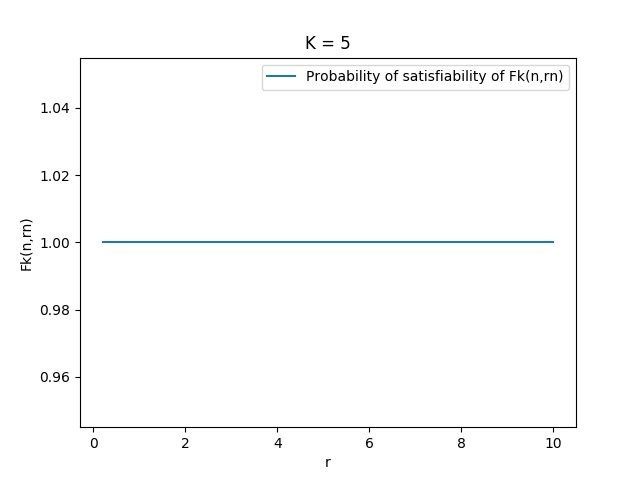 K = 5
Probability of satisfiability of Fk(n,rn)
1.04
1.02
1.00
0.98
0.96
Fk(n,rn)
0 2 4 6 8 10
r